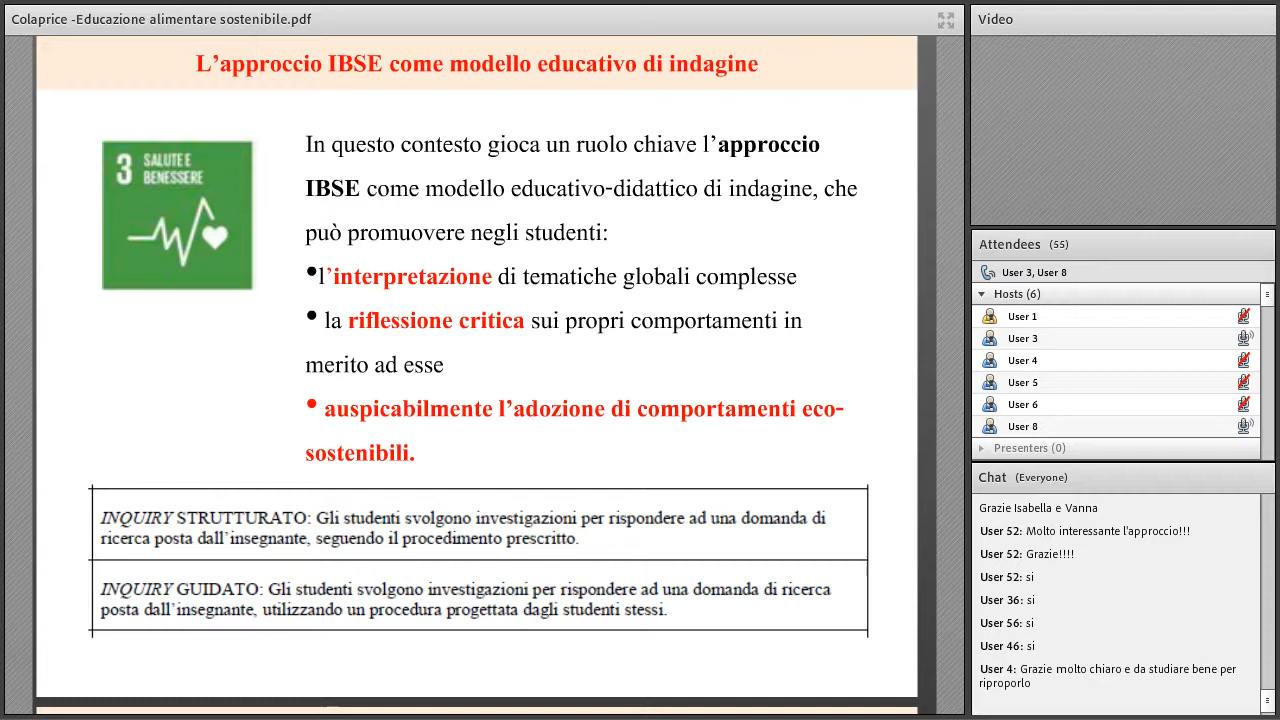 Colaprice -Educazione alimentare sostenibile.pdf
L’approccio IBSE come modello educativo di indagine
3 SALUTE E
BENESSERE
In questo contesto gioca un ruolo chiave l’approccio
IBSE come modello educativo-didattico di indagine, che
può promuovere negli studenti:
•l’interpretazione di tematiche globali complesse
• la riflessione critica sui propri comportamenti in
merito ad esse
• auspicabilmente l’adozione di comportamenti eco-
sostenibili.
INQUIRY STRUTTURATO: Gli studenti svolgono investigazioni per rispondere ad una domanda di
ricerca posta dall’insegnante, seguendo il procedimento prescritto.
INQUIRY GUIDATO: Gli studenti svolgono investigazioni per rispondere ad una domanda di ricerca
posta dall’insegnante, utilizzando un procedura progettata dagli studenti stessi.
Video
Attendees (55)
User 3, User 8
Hosts (6)
User 1
User 3
User 4
User 5
User 6
User 8
Presenters (0)
Chat (Everyone)
Grazie Isabella e Vanna
User 52: Molto interessante l'approccio!!!
User 52: Grazie!!!!
User 52: si
User 36: si
User 56: si
User 46: si
User 4: Grazie molto chiaro e da studiare bene per
riproporlo